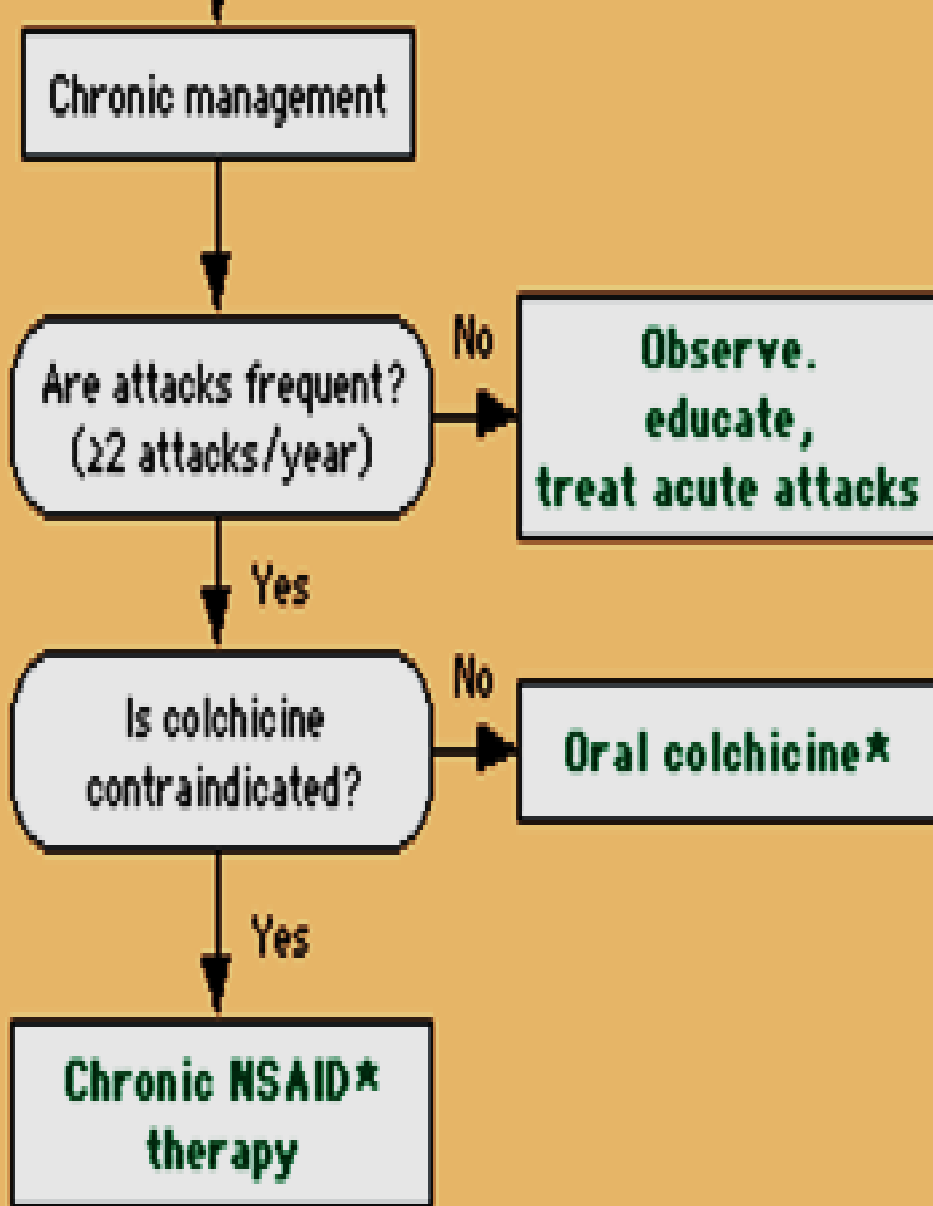 Chronic management
Are attacks frequent?
(≥2 attacks/year)
No
Observe.
educate,
treat acute attacks
Yes
Is colchicine
contraindicated?
No
Oral colchicine*
Yes
Chronic NSAID*
therapy